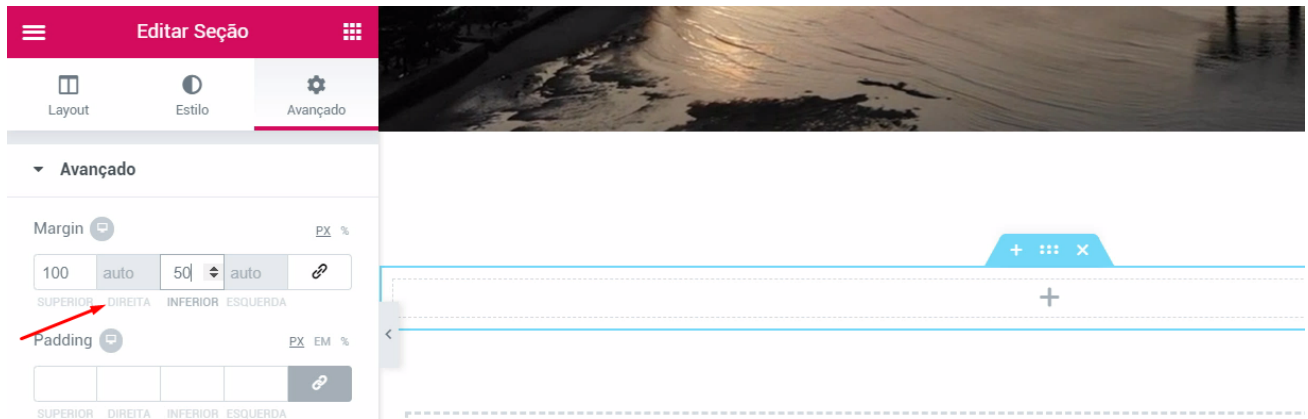 Editar Seção
Layout Estilo Avançado
Avançado
Margin PX %
100 auto 50 auto
SUPERIOR DIREITA INFERIOR ESQUERDA
Padding PX EM %
SUPERIOR DIREITA INFERIOR ESQUERDA